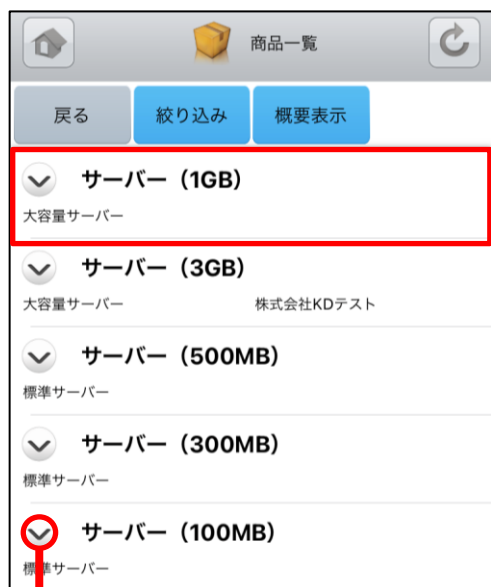 商品一覧
戻る 絞り込み 概要表示
サーバー（1GB）
大容量サーバー
サーバー（3GB）
大容量サーバー 株式会社KDテスト
サーバー（500MB）
標準サーバー
サーバー（300MB）
標準サーバー
サーバー（100MB）
標準サーバー